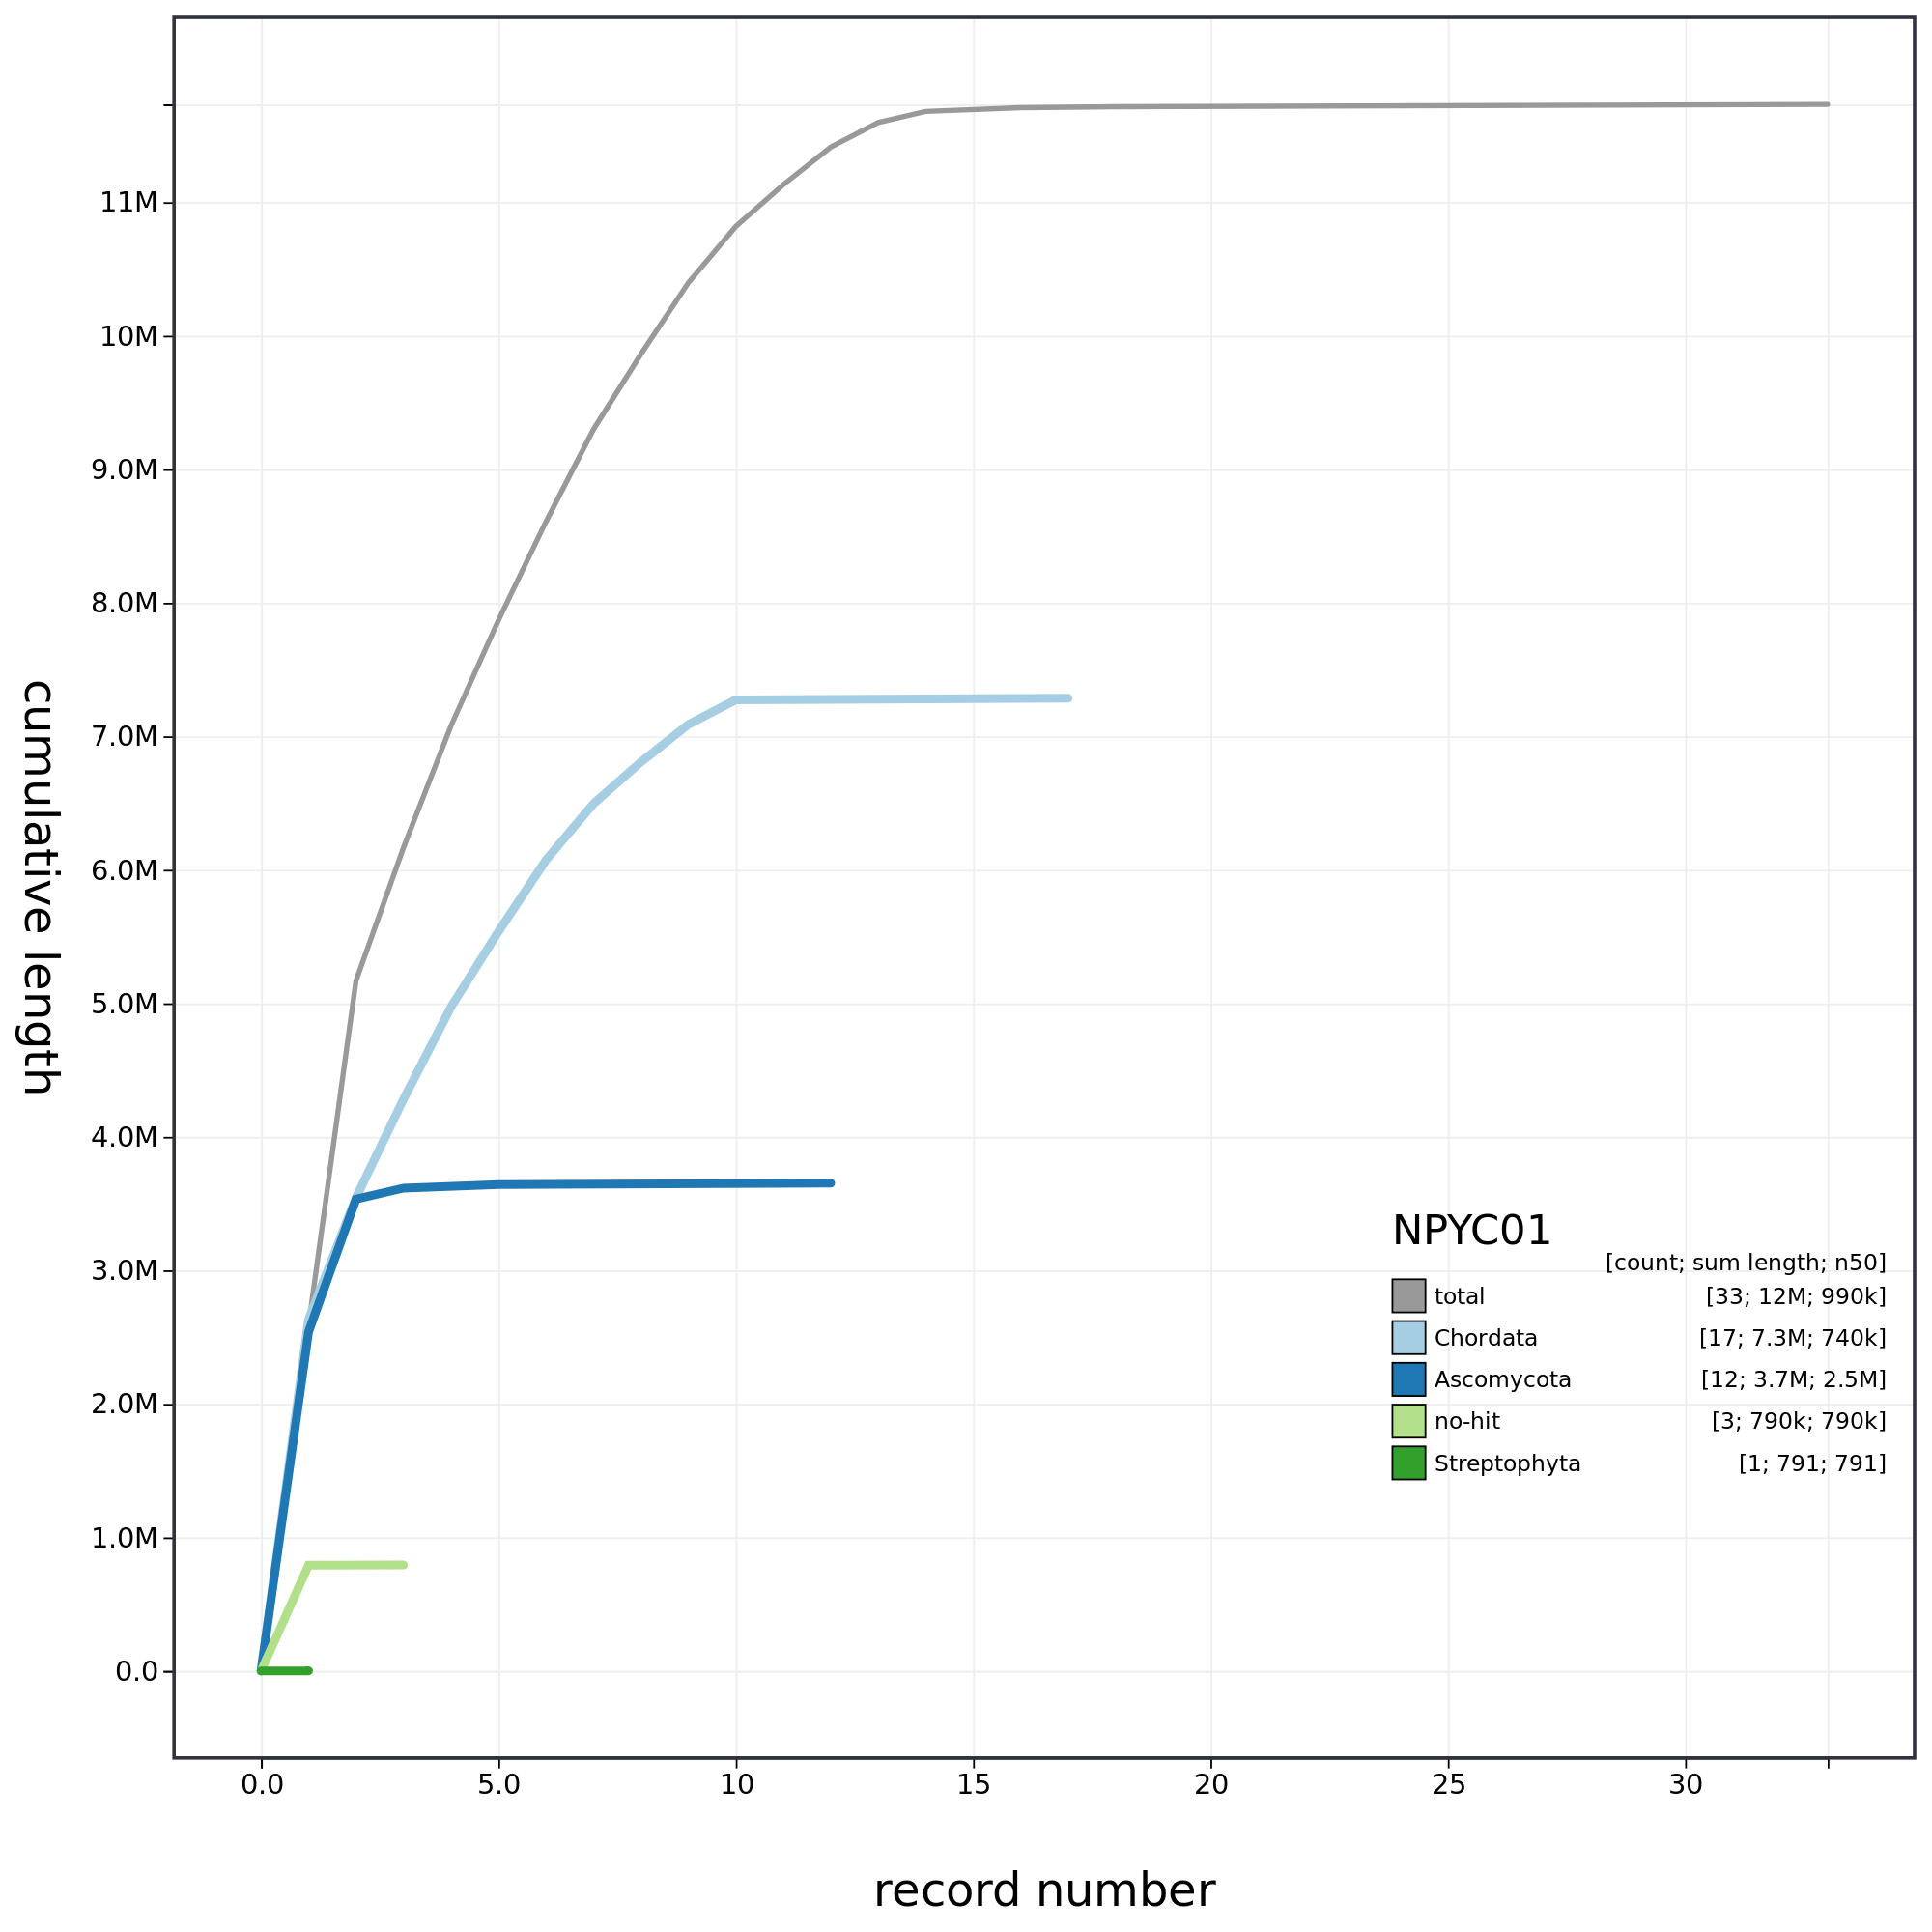 11M
10M
9.0M
8.0M
7.0M
6.0M
5.0M
4.0M
3.0M
2.0M
1.0M
0.0
cumulative length
NPYC01
[count; sum length; n50]
total [33; 12M; 990k]
Chordata [17; 7.3M; 740k]
Ascomycota [12; 3.7M; 2.5M]
no-hit [3; 790k; 790k]
Streptophyta [1; 791; 791]
0.0 5.0 10 15 20 25 30
record number